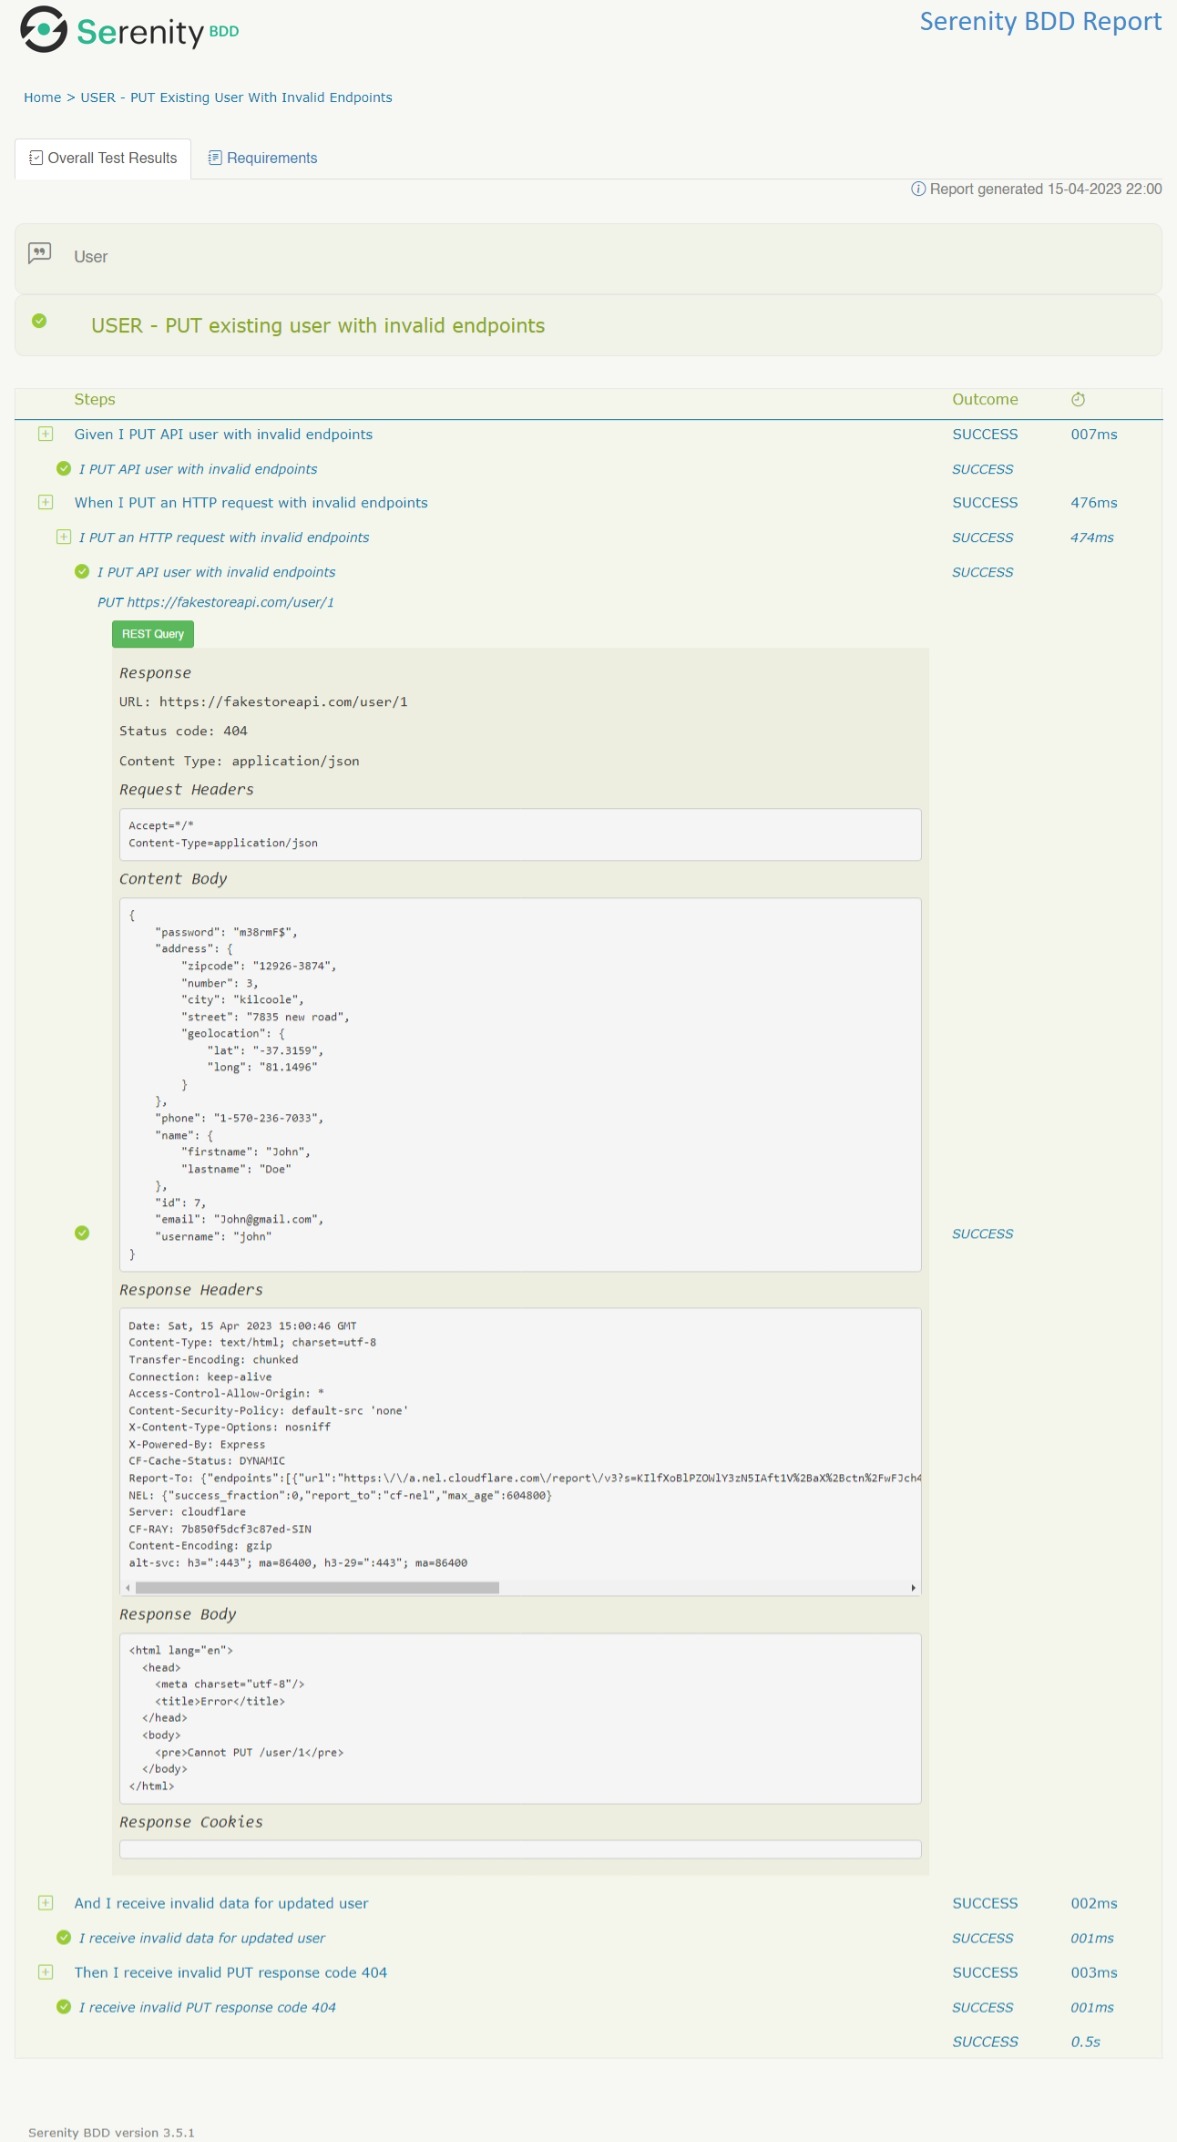 Serenity BDD
Serenity BDD Report
Home > USER - PUT Existing User With Invalid Endpoints
Overall Test Results
Requirements
Report generated 15-04-2023 22:00
User
USER - PUT existing user with invalid endpoints
Steps Outcome
Given I PUT API user with invalid endpoints SUCCESS 007ms
I PUT API user with invalid endpoints SUCCESS
When I PUT an HTTP request with invalid endpoints SUCCESS 476ms
I PUT an HTTP request with invalid endpoints SUCCESS 474ms
I PUT API user with invalid endpoints SUCCESS
PUT https://fakestoreapi.com/user/1
REST Query
Response
URL: https://fakestoreapi.com/user/1
Status code: 404
Content Type: application/json
Request Headers
Accept=*/*
Content-Type=application/json
Content Body
{
"password": "m38rmF$",
"address": {
"zipcode": "12926-3874",
"number": 3,
"city": "kilcoole",
"street": "7835 new road",
"geolocation": {
"lat": "-37.3159",
"long": "81.1496"
}
},
"phone": "1-570-236-7033",
"name": {
"firstname": "John",
"lastname": "Doe"
},
"id": 7,
"email": "John@gmail.com",
"username": "john"
}
SUCCESS
Response Headers
Date: Sat, 15 Apr 2023 15:00:46 GMT
Content-Type: text/html; charset=utf-8
Transfer-Encoding: chunked
Connection: keep-alive
Access-Control-Allow-Origin: *
Content-Security-Policy: default-src 'none'
X-Content-Type-Options: nosniff
X-Powered-By: Express
CF-Cache-Status: DYNAMIC
Report-To: {"endpoints":[{"url":"https:\/\/a.nel.cloudflare.com\/report\/v3?s=KIlfXoBlPZOWlY3zN5IAft1V%2BaX%2Bctn%2FwFJch4
NEL: {"success_fraction":0,"report_to":"cf-nel","max_age":604800}
Server: cloudflare
CF-RAY: 7b850f5dcf3c87ed-SIN
Content-Encoding: gzip
alt-svc: h3=":443"; ma=86400, h3-29=":443"; ma=86400
Response Body
<html lang="en">
<head>
<meta charset="utf-8"/>
<title>Error</title>
</head>
<body>
<pre>Cannot PUT /user/1</pre>
</body>
</html>
Response Cookies
And I receive invalid data for updated user SUCCESS 002ms
I receive invalid data for updated user SUCCESS 001ms
Then I receive invalid PUT response code 404 SUCCESS 003ms
I receive invalid PUT response code 404 SUCCESS 001ms
SUCCESS 0.5s
Serenity BDD version 3.5.1